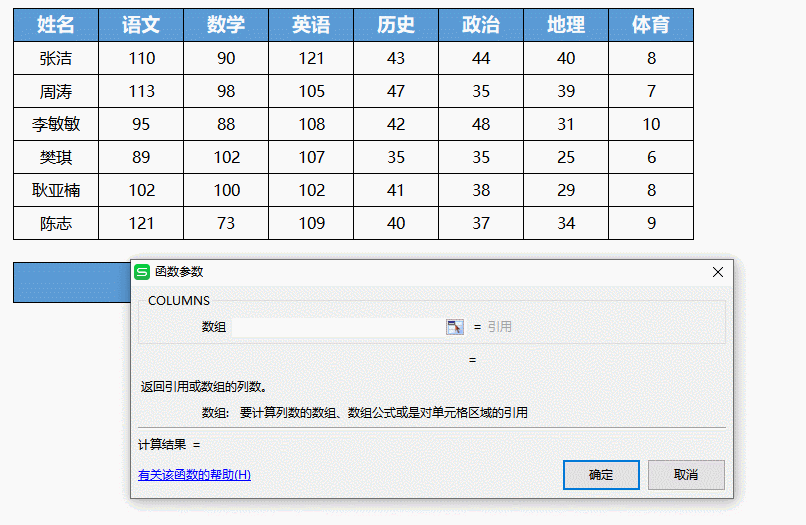 姓名 语文 数学 英语 历史 政治 地理 体育
张洁 110 90 121 43 44 40 8
周涛 113 98 105 47 35 39 7
李敏敏 95 88 108 42 48 31 10
樊琪 89 102 107 35 35 25 6
耿亚楠 102 100 102 41 38 29 8
陈志 121 73 109 40 37 34 9
函数参数
COLUMNS
数组 = 引用
=
返回引用或数组的列数。
数组: 要计算列数的数组、数组公式或是对单元格区域的引用
计算结果 =
有关该函数的帮助(H) 确定 取消